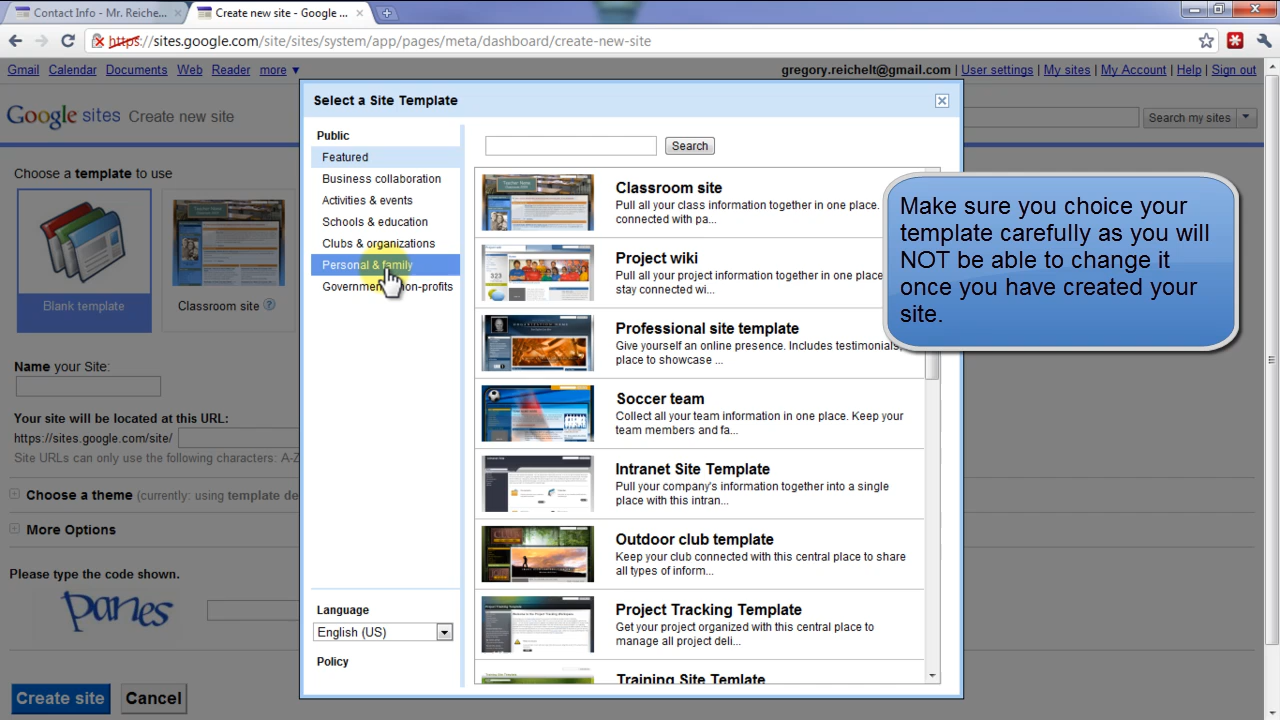 Contact Info - Mr. Reiche...
Create new site - Google ...
https://sites.google.com/site/sites/system/app/pages/meta/dashboard/create-new-site
Gmail Calendar Documents Web Reader more ▼
gregory.reichelt@gmail.com | User settings | My sites | My Account | Help | Sign out
Google sites Create new site
Search my sites
Choose a template to use
Blank template
Classroom site
Name your Site:
Your site will be located at this URL:
https://sites.google.com/site/
Site URLs can only use the following characters: A-Z
Choose a theme (currently: using template
More Options
Please type the code shown.
panes
Create site
Cancel
Select a Site Template
Public
Featured
Business collaboration
Activities & events
Schools & education
Clubs & organizations
Personal & family
Government & non-profits
Language
English (US)
Policy
Search
Classroom site
Pull all your class information together in one place.
connected with pa...
Project wiki
Pull all your project information together in one place
stay connected wi...
Professional site template
Give yourself an online presence. Includes testimonials,
place to showcase ...
Soccer team
Collect all your team information in one place. Keep your
team members and fa...
Intranet Site Template
Pull your company's information together into a single
place with this intran...
Outdoor club template
Keep your club connected with this central place to share
all types of inform...
Project Tracking Template
Get your project organized with this central place to
manage all project deli...
Training Site Template
Make sure you choice your
template carefully as you will
NOT be able to change it
once you have created your
site.